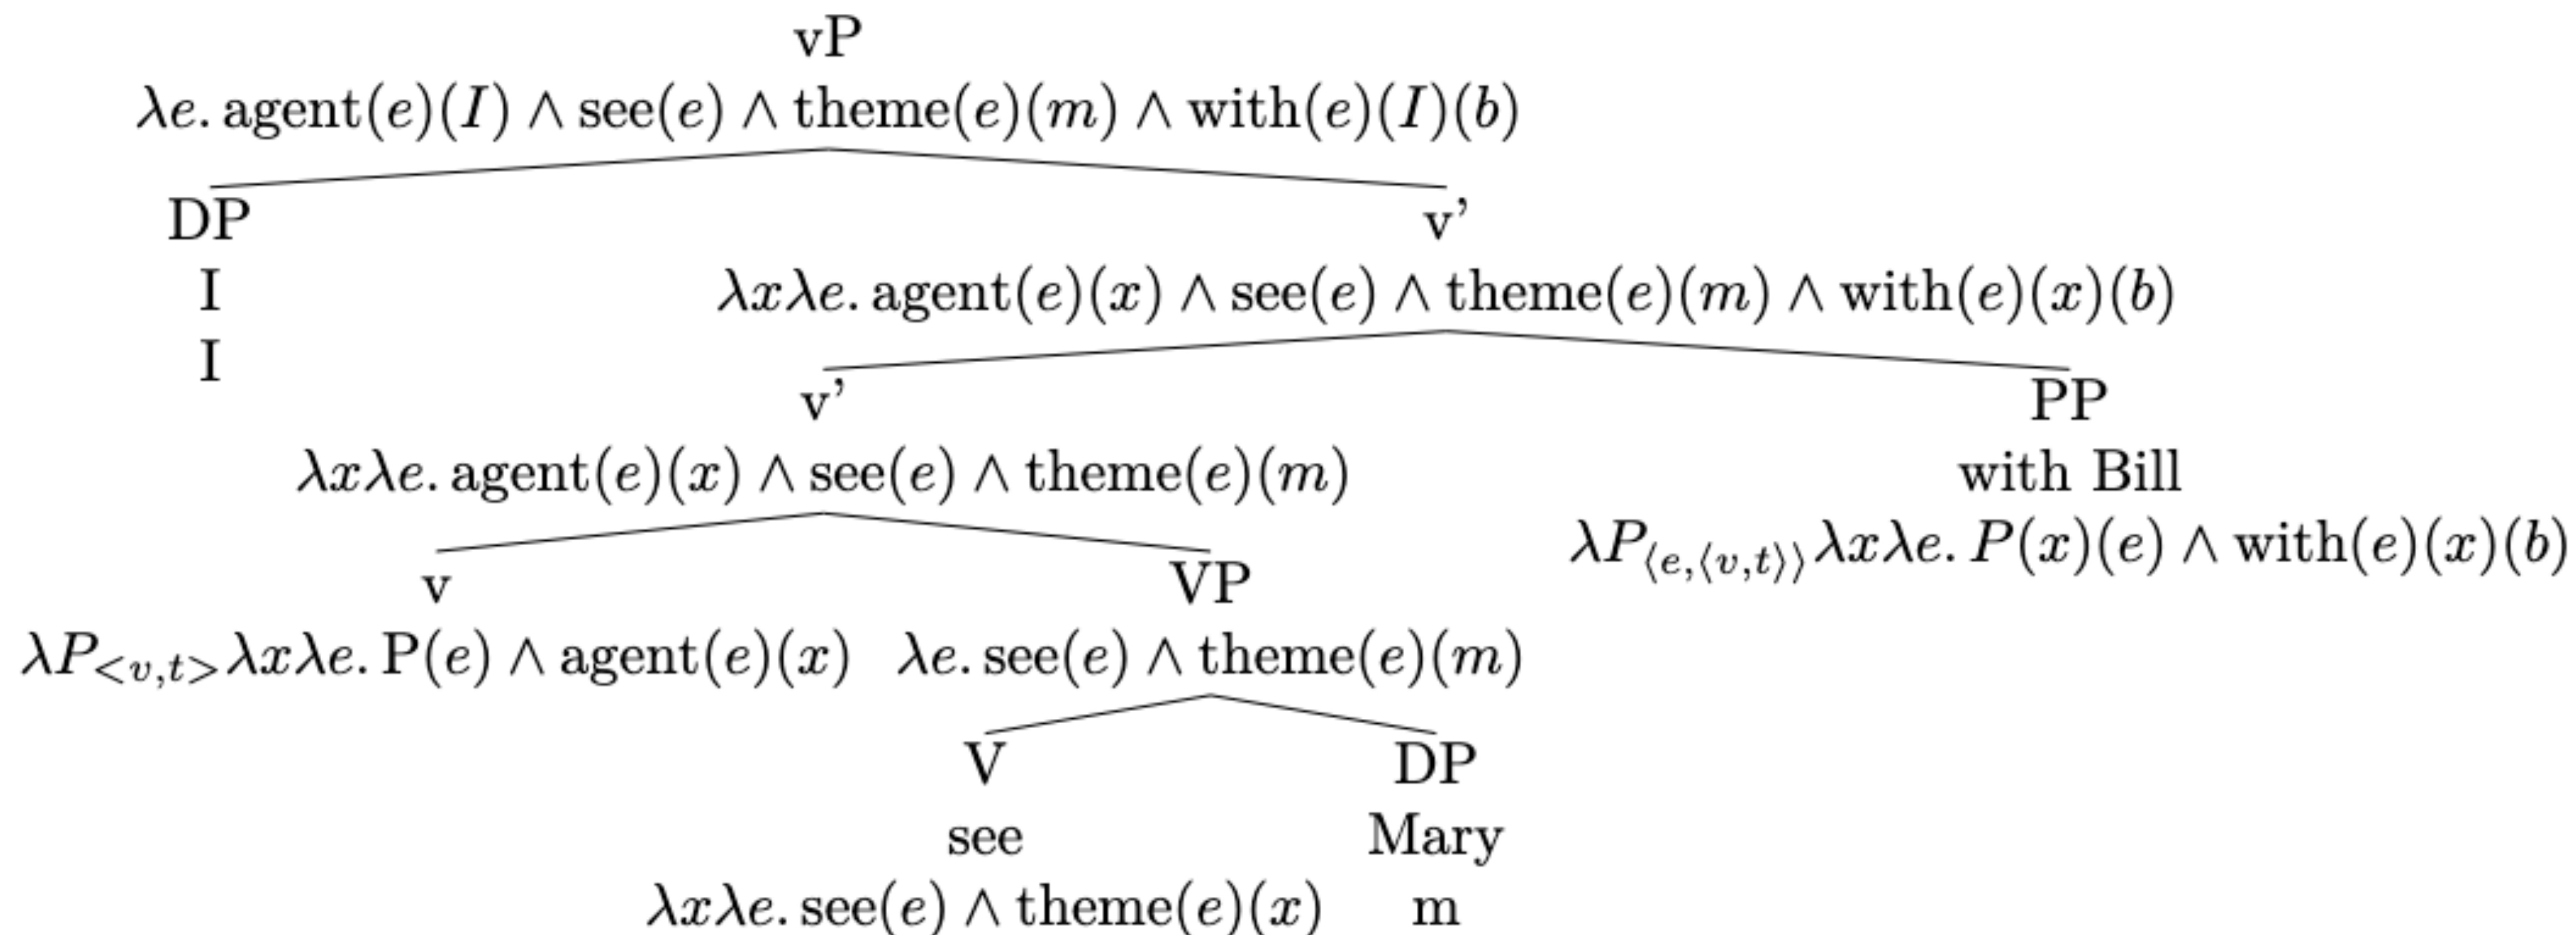 vP
λe. agent(e)(I) ∧ see(e) ∧ theme(e)(m) ∧ with(e)(I)(b)
DP v’
I λxλe. agent(e)(x) ∧ see(e) ∧ theme(e)(m) ∧ with(e)(x)(b)
I
v’ PP
λxλe. agent(e)(x) ∧ see(e) ∧ theme(e)(m) with Bill
λP⟨e,⟨v,t⟩⟩λxλe. P(x)(e) ∧ with(e)(x)(b)
v VP
λP<v,t>λxλe. P(e) ∧ agent(e)(x) λe. see(e) ∧ theme(e)(m)
V DP
see Mary
λxλe. see(e) ∧ theme(e)(x) m